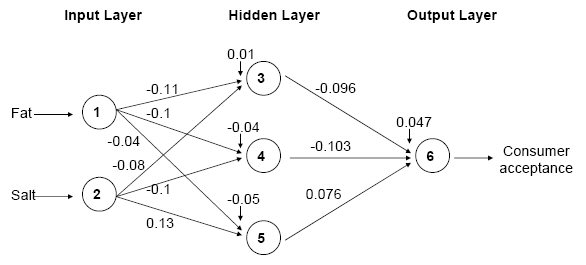 Input Layer
Hidden Layer
Output Layer
0.01
3
-0.11
-0.096
Fat
1
-0.1
-0.04
0.047
-0.04
4
-0.103
6
Consumer
acceptance
-0.08
Salt
2
-0.1
-0.05
0.076
0.13
5